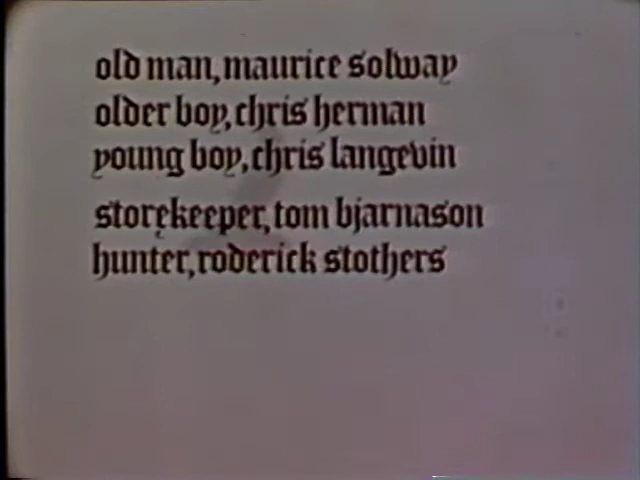 old man, maurice solway
older boy, chris herman
young boy, chris langevin
storekeeper, tom bjarnason
hunter, roderick stothers